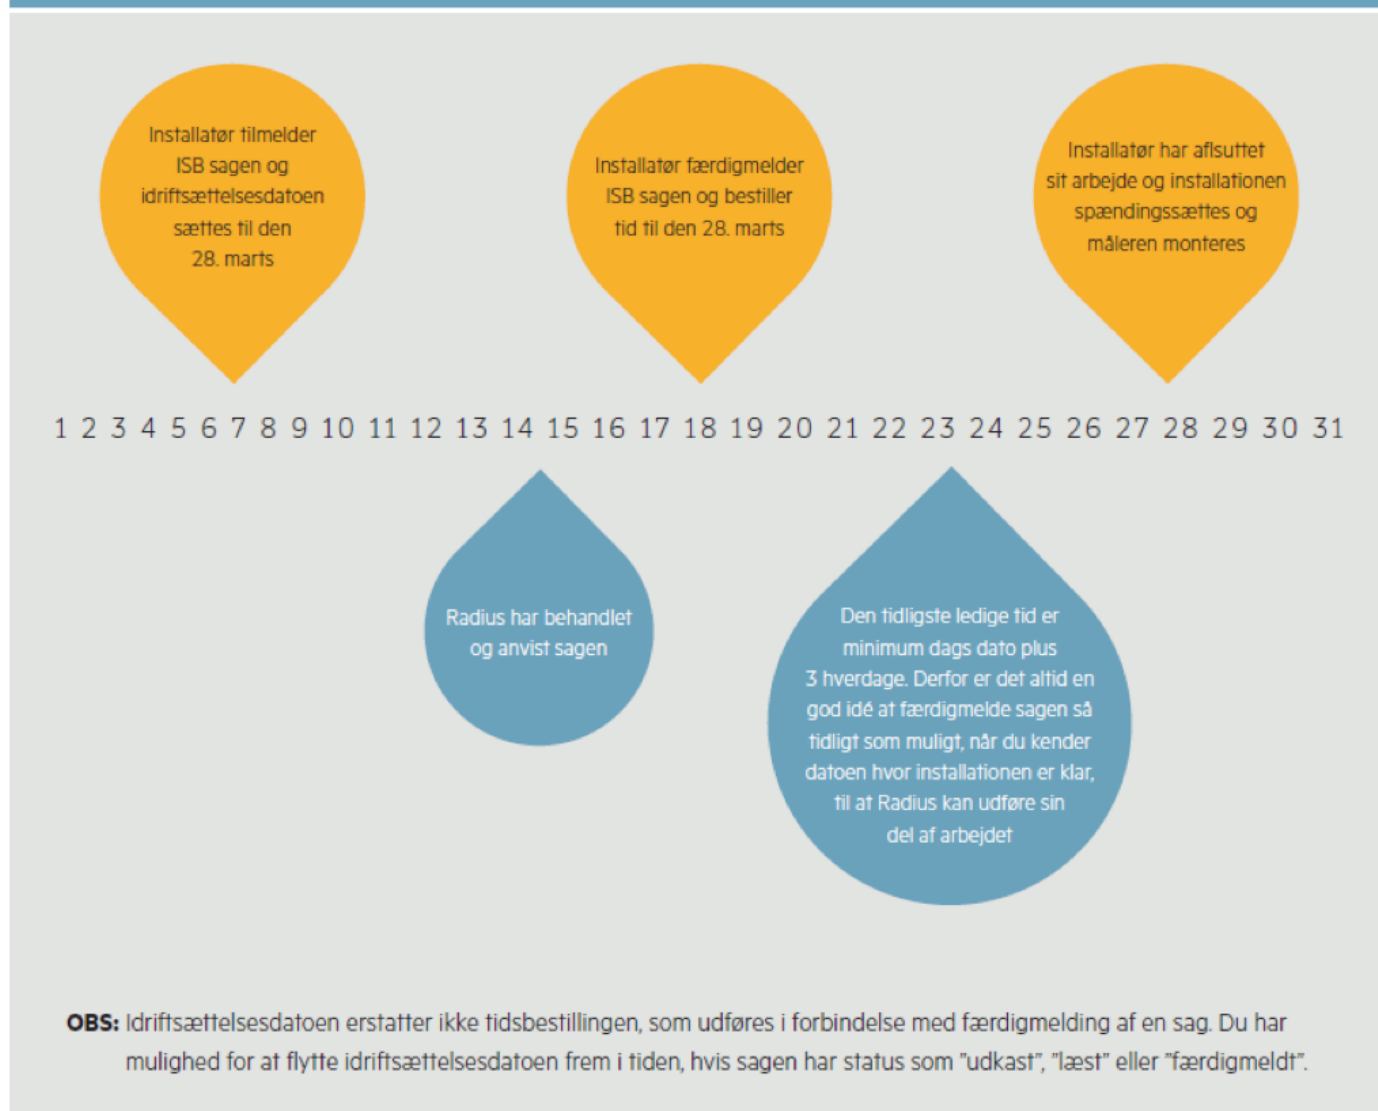 Installatør tilmelder
ISB sagen og
idriftsættelsesdatoen
sættes til den
28. marts
Installatør færdigmelder
ISB sagen og bestiller
tid til den 28. marts
Installatør har aflsuttet
sit arbejde og installationen
spændingssættes og
måleren monteres
1 2 3 4 5 6 7 8 9 10 11 12 13 14 15 16 17 18 19 20 21 22 23 24 25 26 27 28 29 30 31
Radius har behandlet
og anvist sagen
Den tidligste ledige tid er
minimum dags dato plus
3 hverdage. Derfor er det altid en
god idé at færdigmelde sagen så
tidligt som muligt, når du kender
datoen hvor installationen er klar,
til at Radius kan udføre sin
del af arbejdet
OBS: Idriftsættelsesdatoen erstatter ikke tidsbestillingen, som udføres i forbindelse med færdigmelding af en sag. Du har
mulighed for at flytte idriftsættelsesdatoen frem i tiden, hvis sagen har status som ”udkast”, ”læst” eller ”færdigmeldt”.